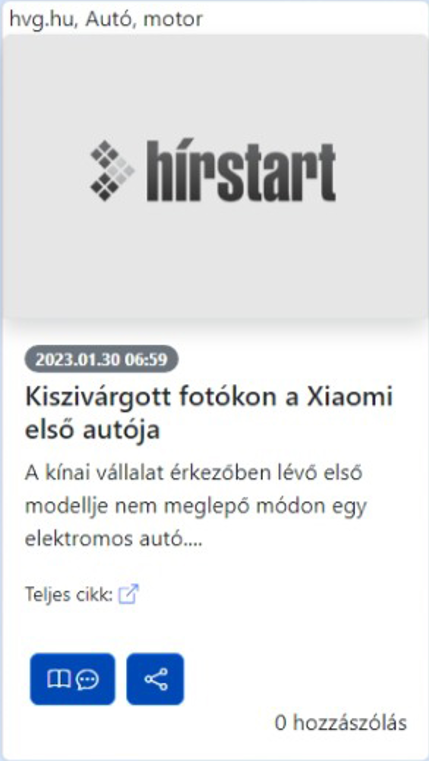 hvg.hu, Autó, motor
hírstart
2023.01.30 06:59
Kiszivárgott fotókon a Xiaomi
első autója
A kínai vállalat érkezőben lévő első
modellje nem meglepő módon egy
elektromos autó....
Teljes cikk:
0 hozzászólás